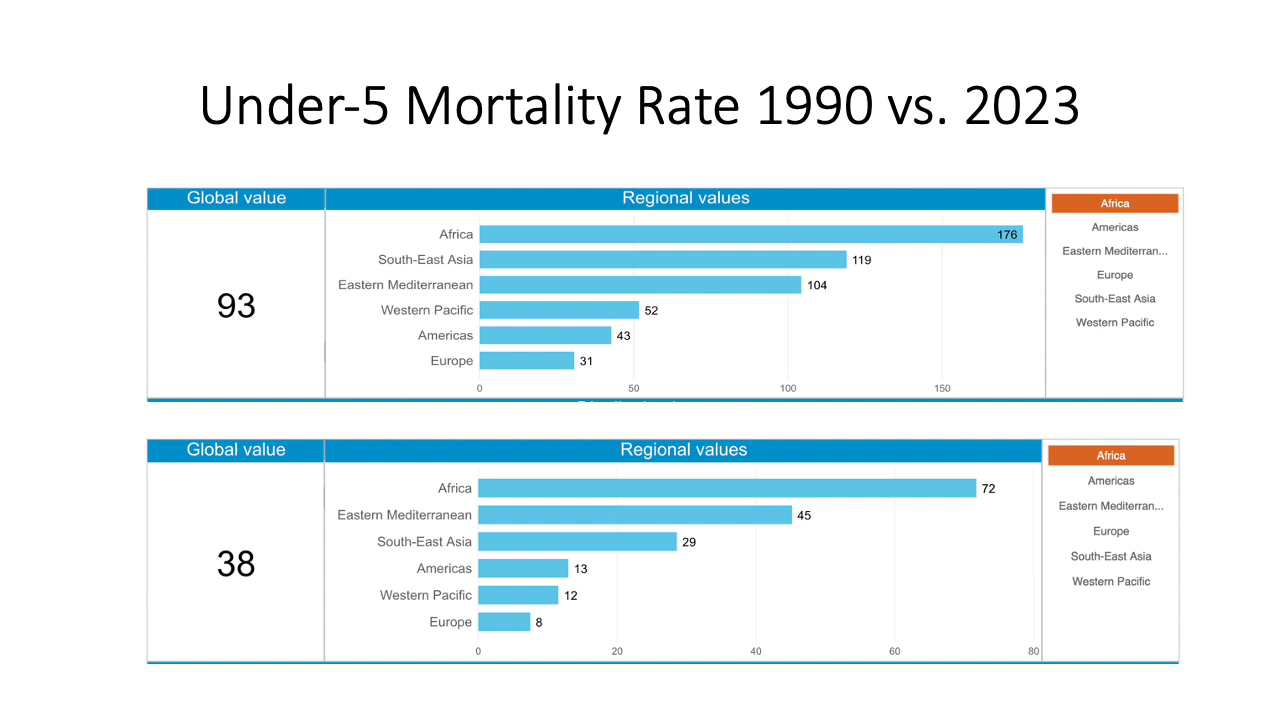 Under-5 Mortality Rate 1990 vs. 2023
Global value
Regional values
93
Africa 176
South-East Asia 119
Eastern Mediterranean 104
Western Pacific 52
Americas 43
Europe 31
0 50 100 150
Africa
Americas
Eastern Mediterran...
Europe
South-East Asia
Western Pacific
Global value
Regional values
38
Africa 72
Eastern Mediterranean 45
South-East Asia 29
Americas 13
Western Pacific 12
Europe 8
0 20 40 60 80
Africa
Americas
Eastern Mediterran...
Europe
South-East Asia
Western Pacific